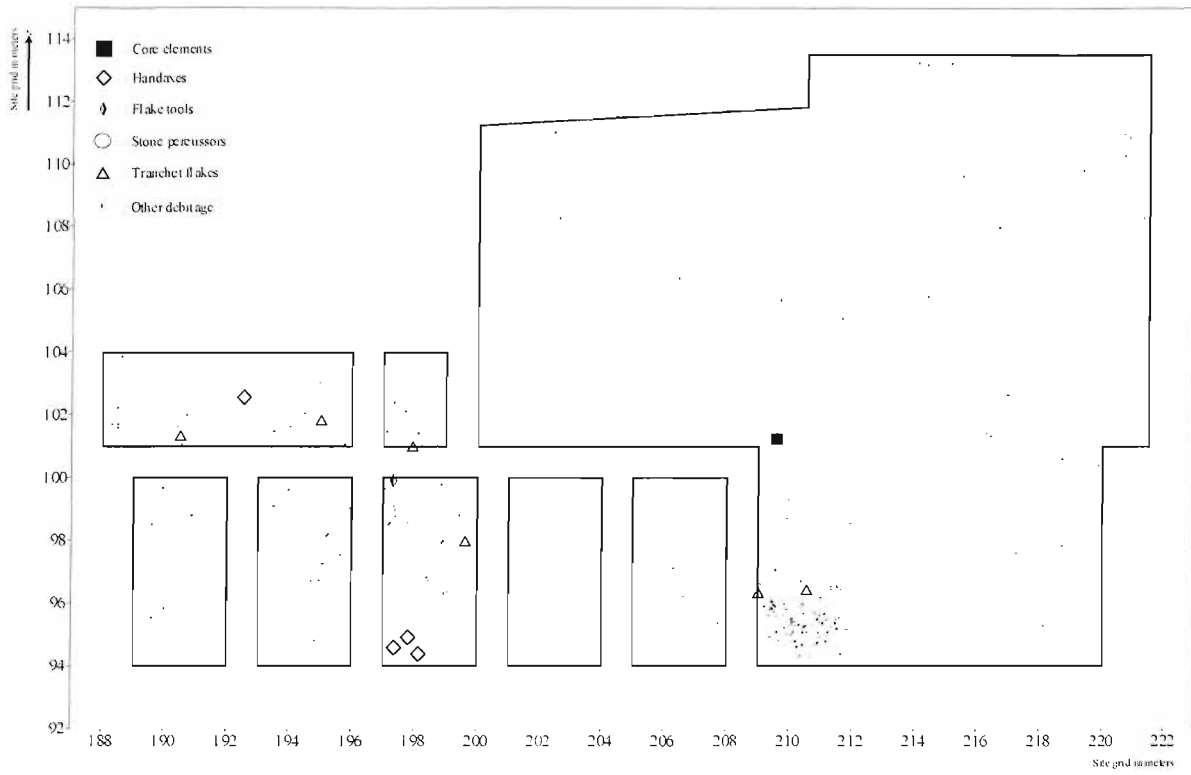 Site grid in meters
114
112
110
108
106
104
102
100
98
96
94
92
Core elements
Handaxes
Flake tools
Stone percussors
Tranchet flakes
Other debitage
188 190 192 194 196 198 200 202 204 206 208 210 212 214 216 218 220 222
Site grid in meters